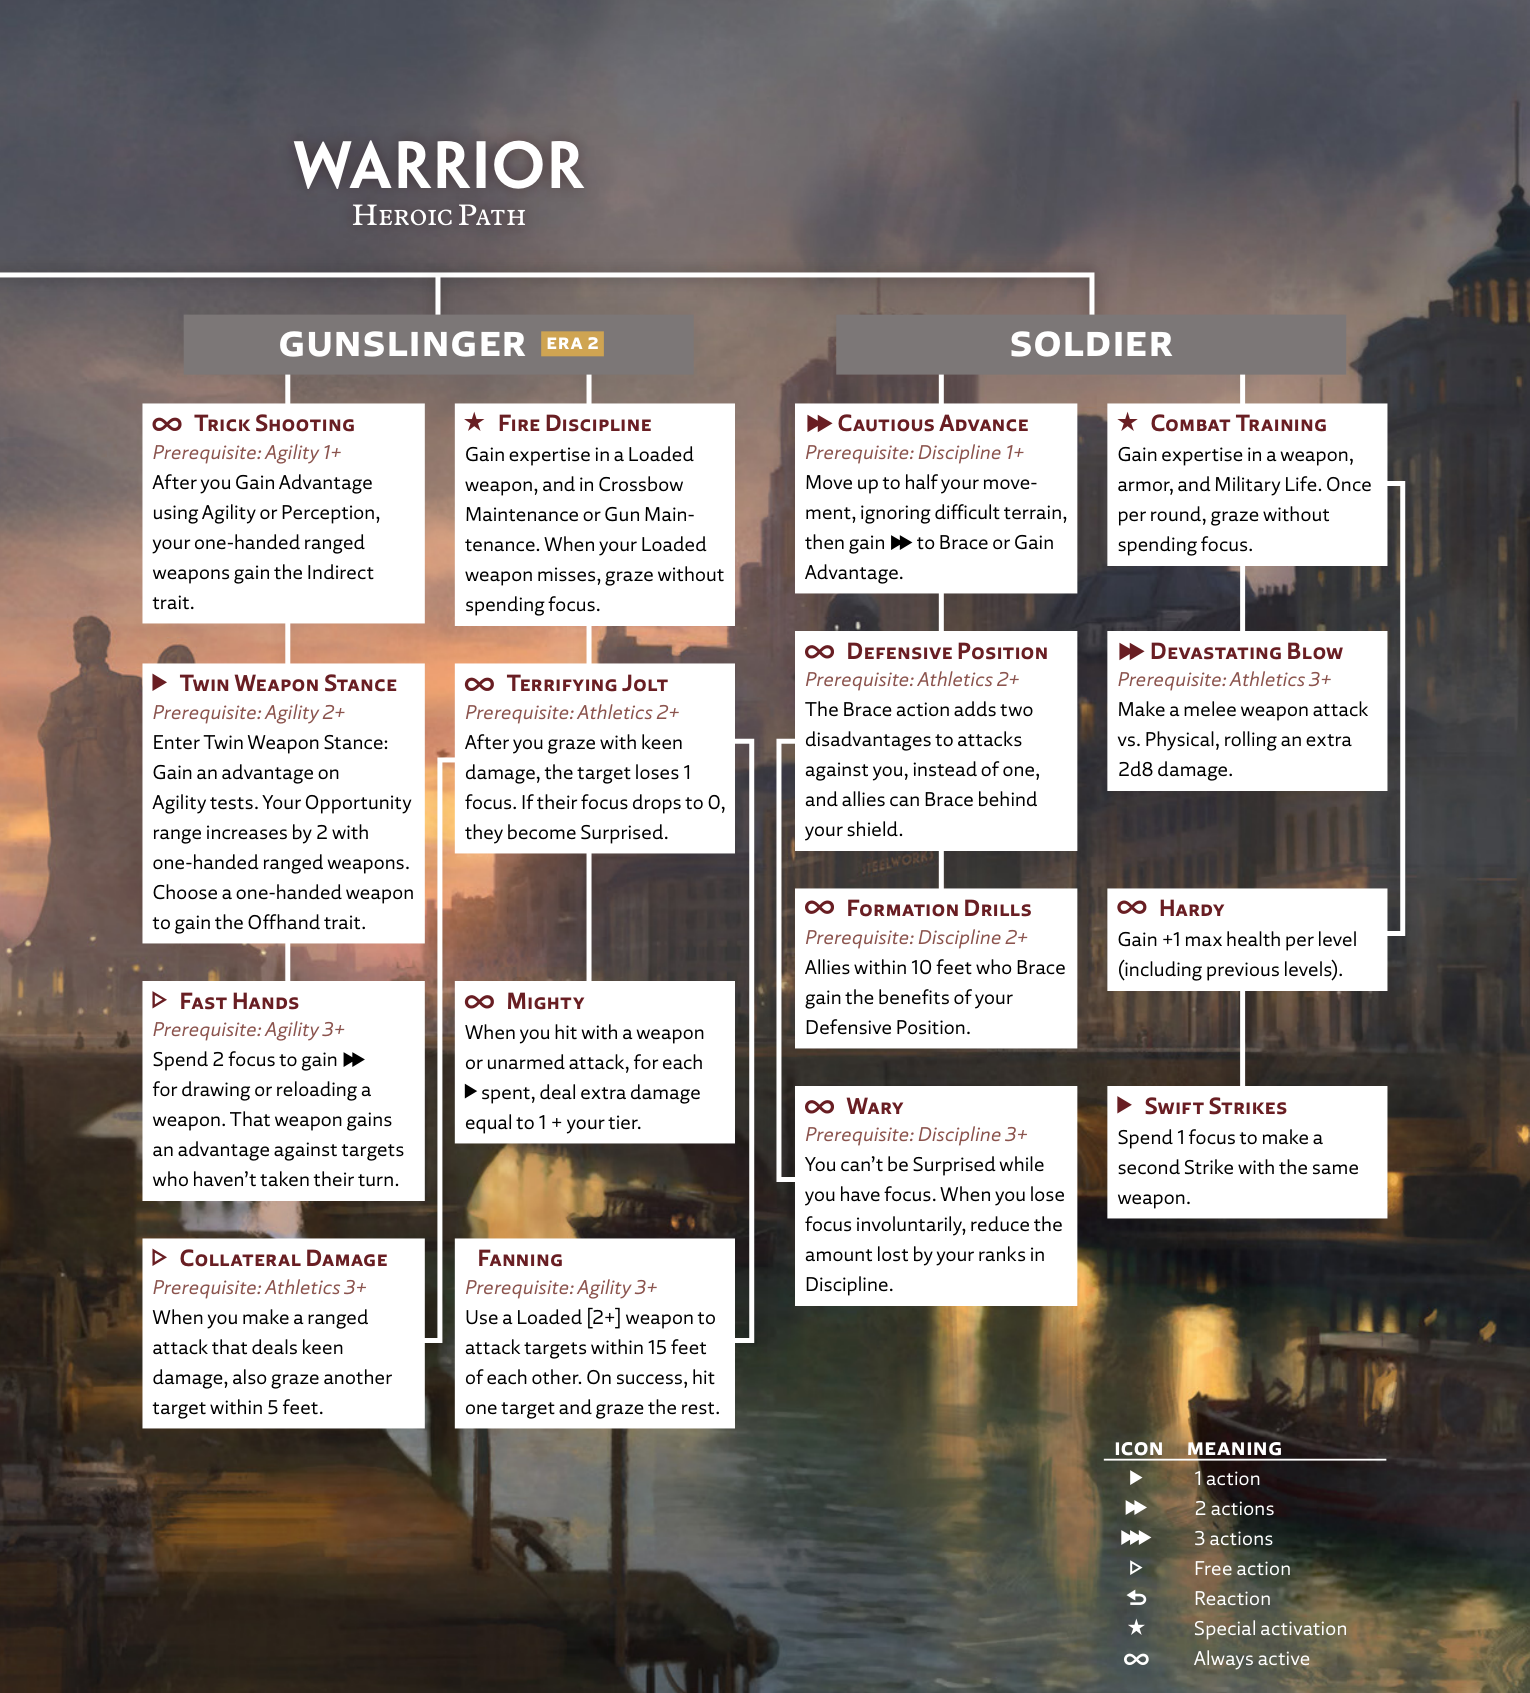 WARRIOR
Heroic Path
GUNSLINGER ERA 2
Trick Shooting
Prerequisite: Agility 1+
After you Gain Advantage
using Agility or Perception,
your one-handed ranged
weapons gain the Indirect
trait.
Twin Weapon Stance
Prerequisite: Agility 2+
Enter Twin Weapon Stance:
Gain an advantage on
Agility tests. Your Opportunity
range increases by 2 with
one-handed ranged weapons.
Choose a one-handed weapon
to gain the Offhand trait.
Fast Hands
Prerequisite: Agility 3+
Spend 2 focus to gain
for drawing or reloading a
weapon. That weapon gains
an advantage against targets
who haven’t taken their turn.
Collateral Damage
Prerequisite: Athletics 3+
When you make a ranged
attack that deals keen
damage, also graze another
target within 5 feet.
Fire Discipline
Gain expertise in a Loaded
weapon, and in Crossbow
Maintenance or Gun Main-
tenance. When your Loaded
weapon misses, graze without
spending focus.
Terrifying Jolt
Prerequisite: Athletics 2+
After you graze with keen
damage, the target loses 1
focus. If their focus drops to 0,
they become Surprised.
Mighty
When you hit with a weapon
or unarmed attack, for each
spent, deal extra damage
equal to 1 + your tier.
Fanning
Prerequisite: Agility 3+
Use a Loaded [2+] weapon to
attack targets within 15 feet
of each other. On success, hit
one target and graze the rest.
SOLDIER
Cautious Advance
Prerequisite: Discipline 1+
Move up to half your move-
ment, ignoring difficult terrain,
then gain to Brace or Gain
Advantage.
Defensive Position
Prerequisite: Athletics 2+
The Brace action adds two
disadvantages to attacks
against you, instead of one,
and allies can Brace behind
your shield.
Formation Drills
Prerequisite: Discipline 2+
Allies within 10 feet who Brace
gain the benefits of your
Defensive Position.
Wary
Prerequisite: Discipline 3+
You can’t be Surprised while
you have focus. When you lose
focus involuntarily, reduce the
amount lost by your ranks in
Discipline.
Combat Training
Gain expertise in a weapon,
armor, and Military Life. Once
per round, graze without
spending focus.
Devastating Blow
Prerequisite: Athletics 3+
Make a melee weapon attack
vs. Physical, rolling an extra
2d8 damage.
Hardy
Gain +1 max health per level
(including previous levels).
Swift Strikes
Spend 1 focus to make a
second Strike with the same
weapon.
STEELWORKS
ICON MEANING
1 action
2 actions
3 actions
Free action
Reaction
Special activation
Always active